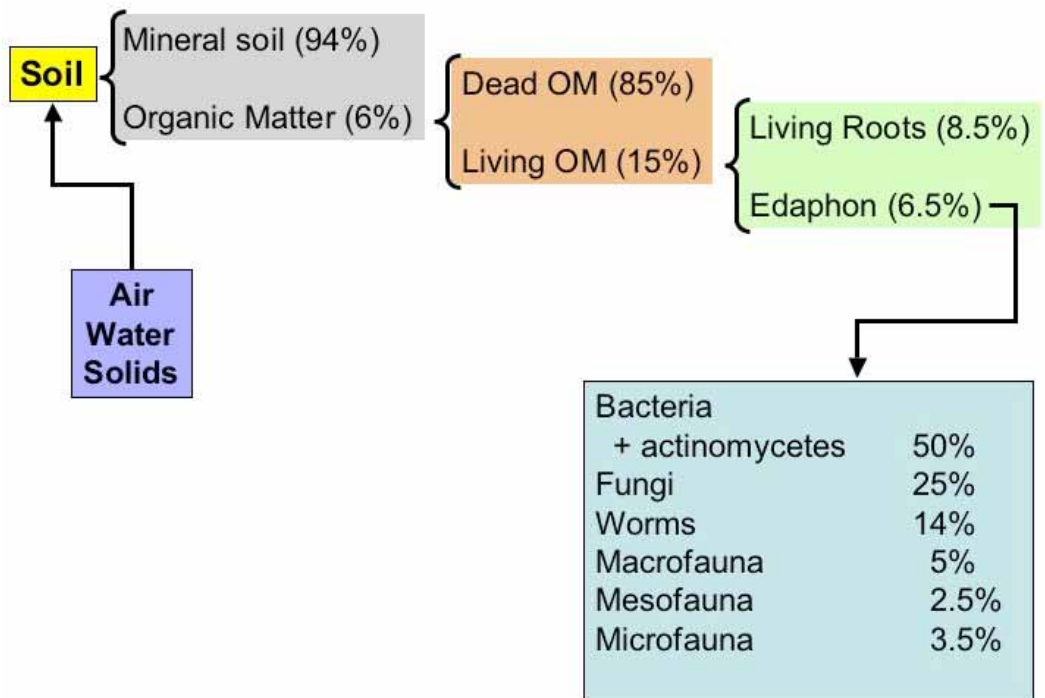 Soil
Mineral soil (94%)
Organic Matter (6%)
Dead OM (85%)
Living OM (15%)
Living Roots (8.5%)
Edaphon (6.5%)
Air
Water
Solids
Bacteria
+ actinomycetes 50%
Fungi 25%
Worms 14%
Macrofauna 5%
Mesofauna 2.5%
Microfauna 3.5%